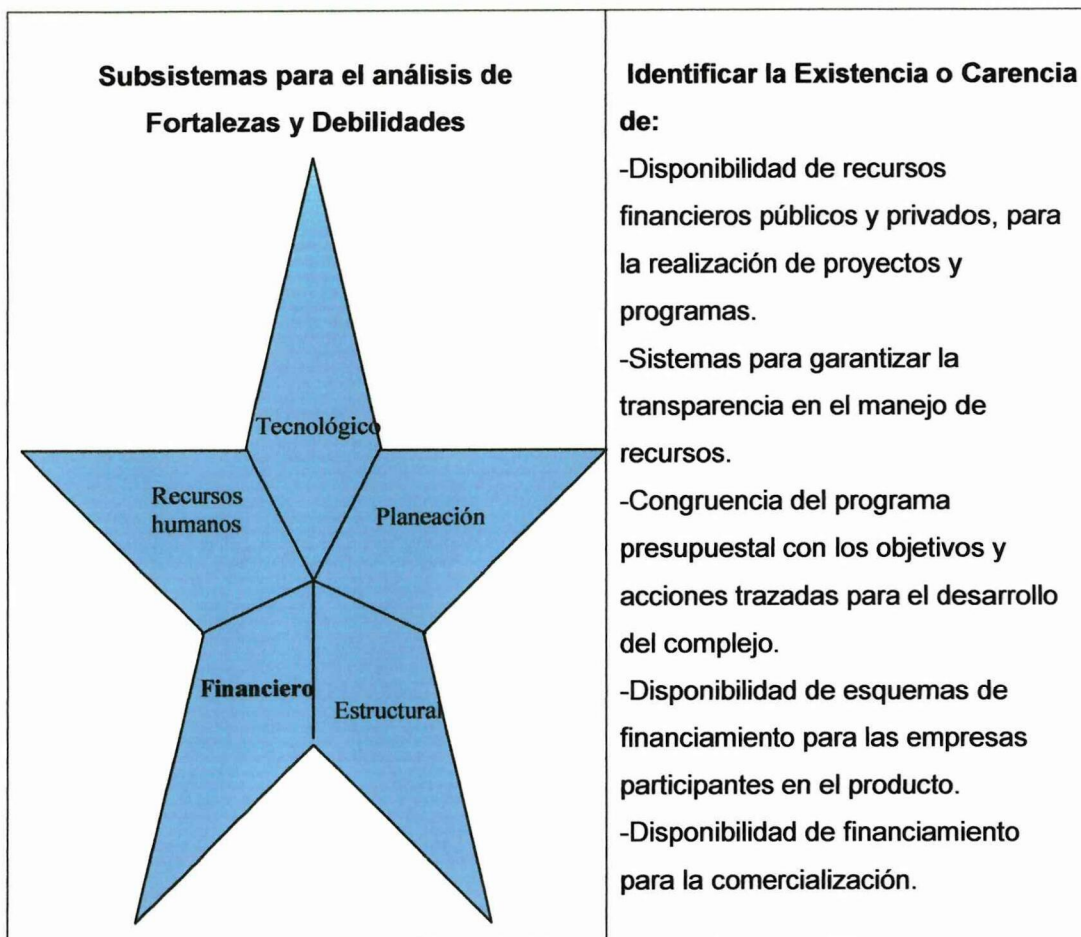 Subsistemas para el análisis de
Fortalezas y Debilidades
Tecnológico
Recursos
humanos
Planeación
Financiero
Estructural
Identificar la Existencia o Carencia
de:
-Disponibilidad de recursos
financieros públicos y privados, para
la realización de proyectos y
programas.
-Sistemas para garantizar la
transparencia en el manejo de
recursos.
-Congruencia del programa
presupuestal con los objetivos y
acciones trazadas para el desarrollo
del complejo.
-Disponibilidad de esquemas de
financiamiento para las empresas
participantes en el producto.
-Disponibilidad de financiamiento
para la comercialización.